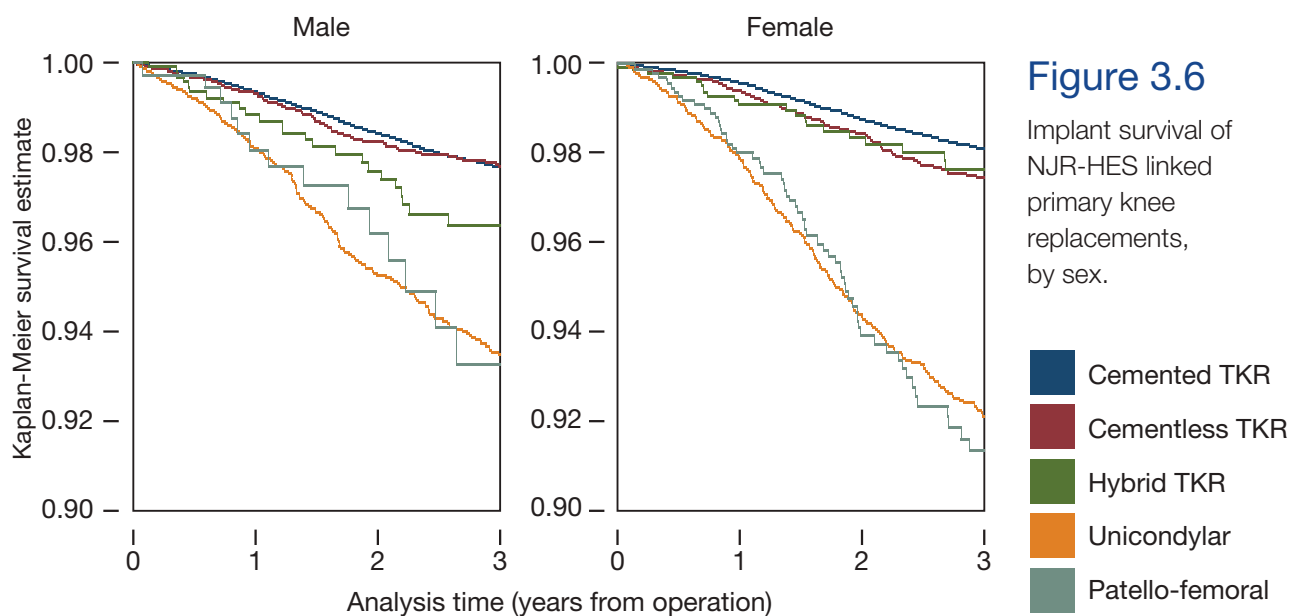 Male
Female
Kaplan-Meier survival estimate
1.00
0.98
0.96
0.94
0.92
0.90
0
1
2
3
1.00
0.98
0.96
0.94
0.92
0.90
0
1
2
3
Analysis time (years from operation)
Figure 3.6
Implant survival of
NJR-HES linked
primary knee
replacements,
by sex.
Cemented TKR
Cementless TKR
Hybrid TKR
Unicondylar
Patello-femoral